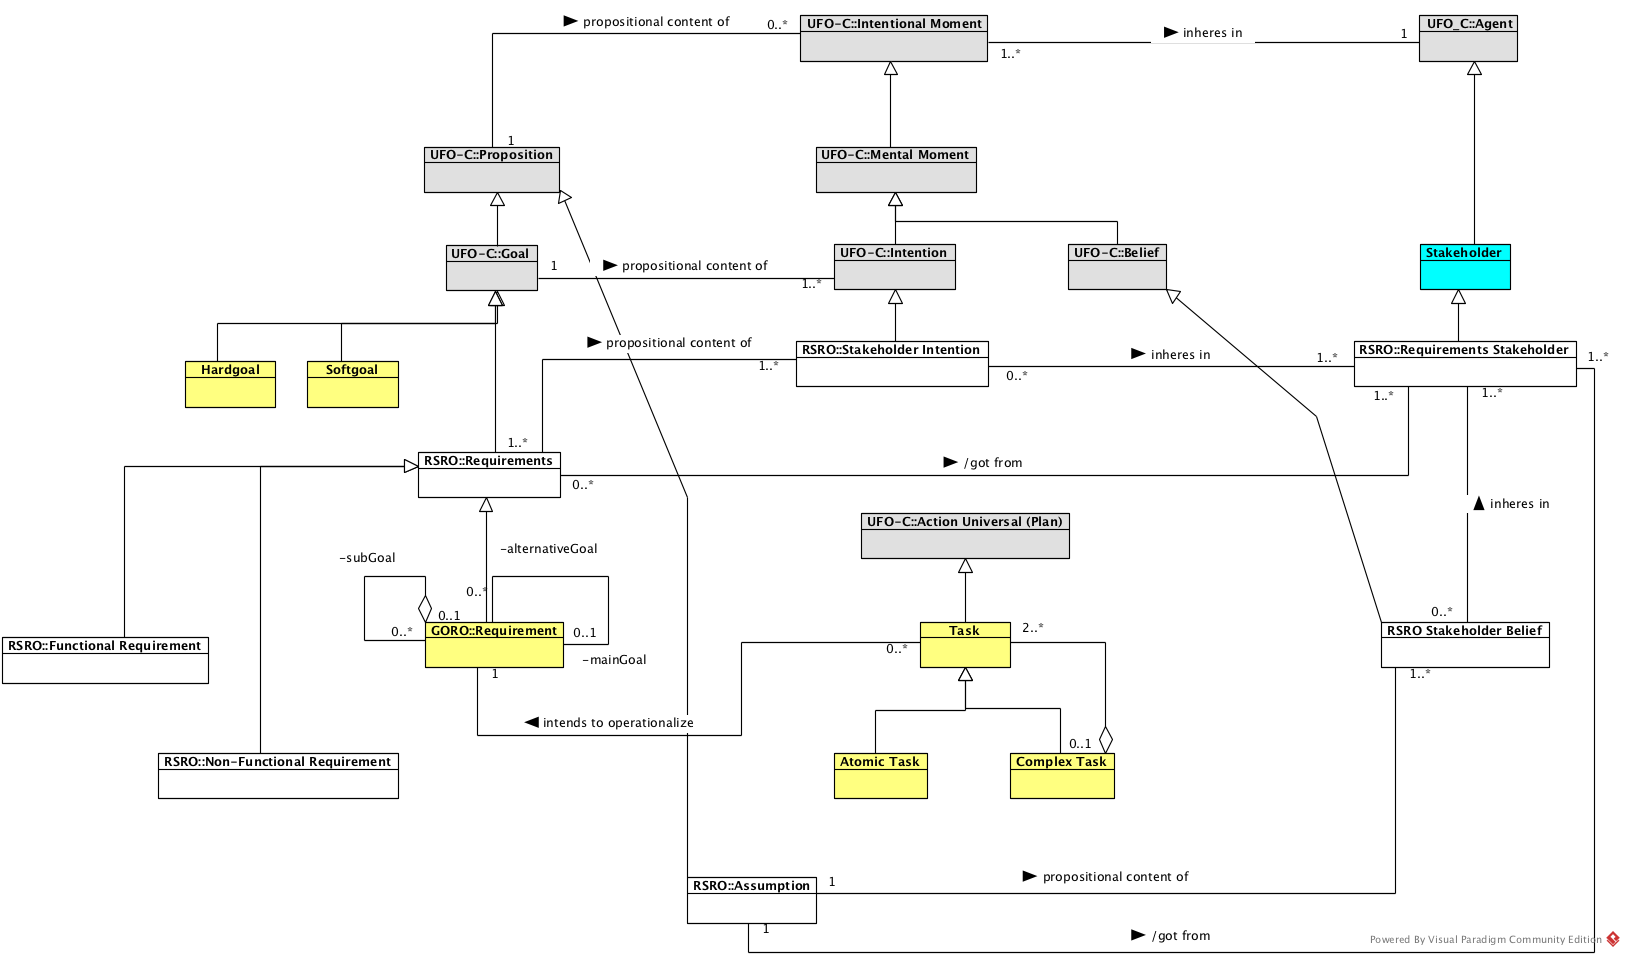 propositional content of
0..*
UFO-C::Intentional Moment
1..*
inheres in
1
UFO_C::Agent
1
UFO-C::Proposition
UFO-C::Mental Moment
UFO-C::Goal
1
propositional content of
1..*
UFO-C::Intention
UFO-C::Belief
Stakeholder
Hardgoal
Softgoal
propositional content of
1..*
RSRO::Stakeholder Intention
0..*
inheres in
1..*
RSRO::Requirements Stakeholder
1..*
1..*
1..*
1..*
RSRO::Requirements
0..*
/got from
inheres in
UFO-C::Action Universal (Plan)
-subGoal
-alternativeGoal
0..*
0..1
0..*
GORO::Requirement
0..1
-mainGoal
1
RSRO::Functional Requirement
Task
2..*
0..*
0..*
RSRO Stakeholder Belief
1..*
intends to operationalize
RSRO::Non-Functional Requirement
Atomic Task
0..1
Complex Task
RSRO::Assumption
1
propositional content of
1
/got from
Powered By Visual Paradigm Community Edition